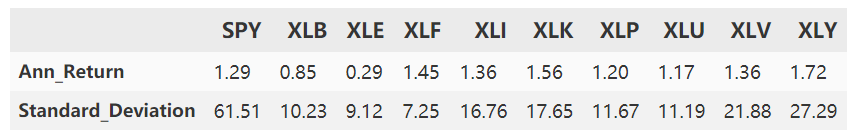 SPY XLB XLE XLF XLI XLK XLP XLU XLV XLY
Ann_Return 1.29 0.85 0.29 1.45 1.36 1.56 1.20 1.17 1.36 1.72
Standard_Deviation 61.51 10.23 9.12 7.25 16.76 17.65 11.67 11.19 21.88 27.29